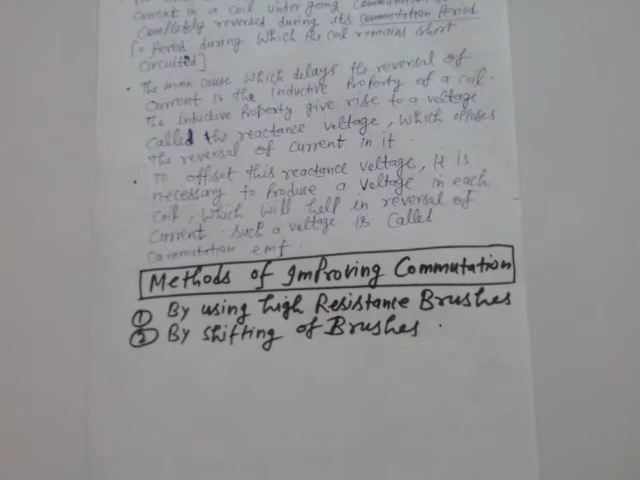 current in a coil undergoing Commutation
Completely reversed during its Commutation Period
[= Period during Which the coil remains short
Circuited]
• The main cause Which delays the reversal of
Current is the inductive Property of a coil.
The inductive Property give rise to a voltage
Called the reactance voltage, Which opposes
the reversal of current in it.
• To offset this reactance voltage, it is
necessary to Produce a voltage in each
Coil, Which Will help in reversal of
Current. Such a voltage is Called
Commutation emf.
Methods of Improving Commutation
① By using high Resistance Brushes
② By shifting of Brushes.